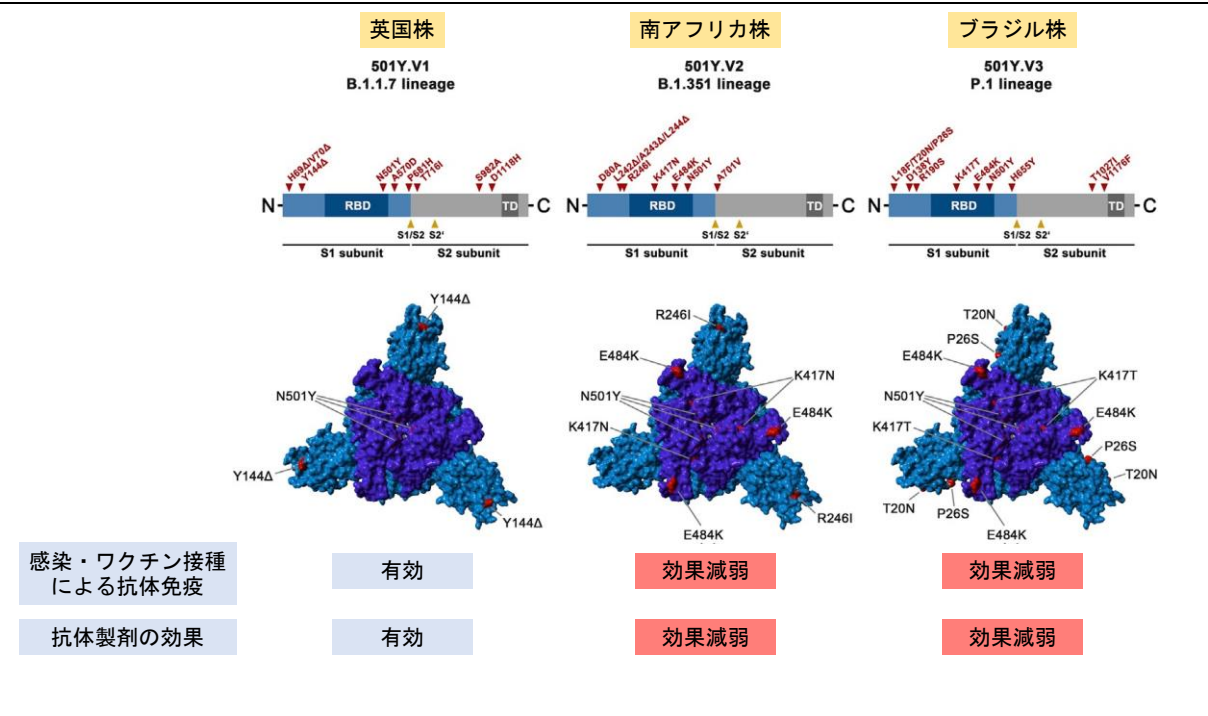 英国株
南アフリカ株
ブラジル株
501Y.V1
B.1.1.7 lineage
501Y.V2
B.1.351 lineage
501Y.V3
P.1 lineage
H69Δ/V70Δ
Y144Δ
N501Y
A570D
P681H
T716I
S982A
D1118H
N
RBD
TD
C
S1/S2
S2'
S1 subunit
S2 subunit
D80A
L242Δ/A243Δ/L244Δ
R246I
K417N
E484K
N501Y
A701V
N
RBD
TD
C
S1/S2
S2'
S1 subunit
S2 subunit
L18F/T20N/P26S
D138Y
R190S
K417T
E484K
N501Y
H655Y
T1027I
V1176F
N
RBD
TD
C
S1/S2
S2'
S1 subunit
S2 subunit
Y144Δ
N501Y
Y144Δ
Y144Δ
R246I
E484K
K417N
N501Y
E484K
K417N
R246I
E484K
T20N
P26S
E484K
K417T
N501Y
E484K
K417T
P26S
T20N
T20N
P26S
E484K
感染・ワクチン接種
による抗体免疫
有効
効果減弱
効果減弱
抗体製剤の効果
有効
効果減弱
効果減弱